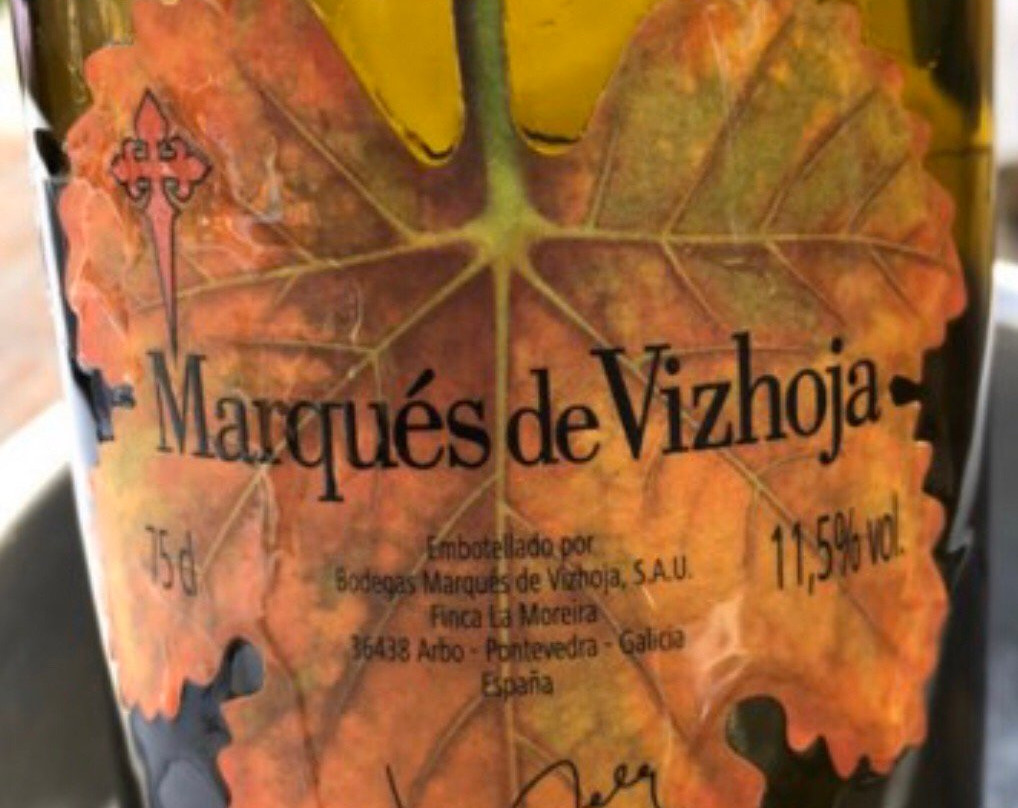 Marqués de Vizhoja
75 cl
11,5% vol.
Embotellado por
Bodegas Marqués de Vizhoja, S.A.U.
Finca La Moreira
36438 Arbo - Pontevedra - Galicia
España